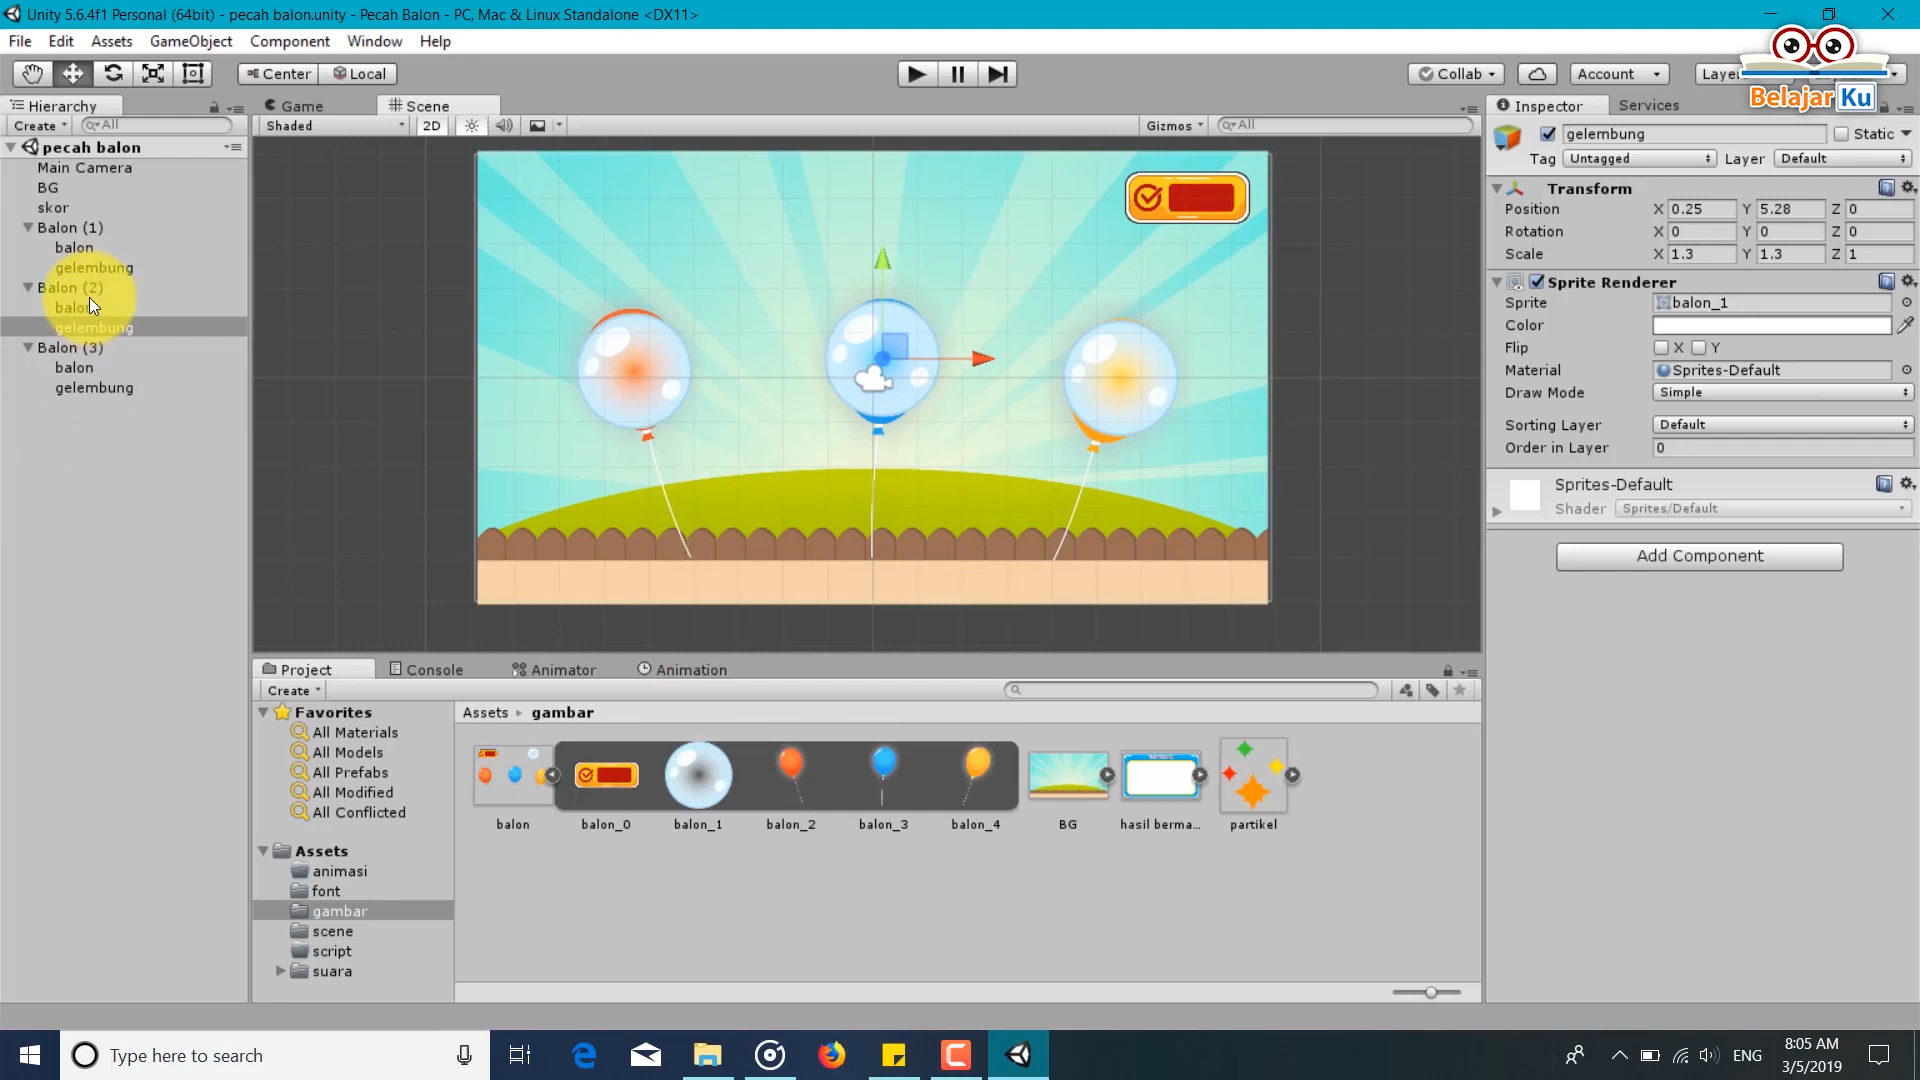 Unity 5.6.4f1 Personal (64bit) - pecah balon.unity - Pecah Balon - PC, Mac & Linux Standalone <DX11>
File Edit Assets GameObject Component Window Help
Center Local Collab Account Layer
BelajarKu
Hierarchy Game Scene Inspector Services
Create All Shaded 2D Gizmos All
pecah balon
Main Camera
BG
skor
Balon (1)
balon
gelembung
Balon (2)
balon
gelembung
Balon (3)
balon
gelembung
gelembung Static
Tag Untagged Layer Default
Transform
Position X 0.25 Y 5.28 Z 0
Rotation X 0 Y 0 Z 0
Scale X 1.3 Y 1.3 Z 1
Sprite Renderer
Sprite balon_1
Color
Flip X Y
Material Sprites-Default
Draw Mode Simple
Sorting Layer Default
Order in Layer 0
Sprites-Default
Shader Sprites/Default
Add Component
Project Console Animator Animation
Create
Favorites
All Materials
All Models
All Prefabs
All Modified
All Conflicted
Assets
animasi
font
gambar
scene
script
suara
Assets gambar
balon balon_0 balon_1 balon_2 balon_3 balon_4 BG hasil berma... partikel
Type here to search
ENG
8:05 AM
3/5/2019